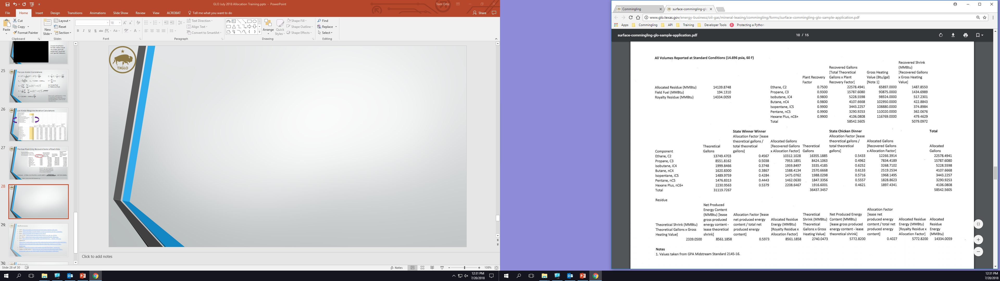 GLO July 2018 Allocation Training.pptx - PowerPoint
Tom Ortiz
File Home Insert Design Transitions Animations Slide Show Review View ACROBAT Tell me what you want to do
Share
Paste
Cut
Copy
Format Painter
Clipboard
New Slide
Layout
Reset
Section
Slides
18
Font
Text Direction
Align Text
Convert to SmartArt
Paragraph
Arrange
Quick Styles
Shape Fill
Shape Outline
Shape Effects
Drawing
Find
Replace
Select
Editing
25
The Lee-Kesler Correlations
26
Lee-Kesler Requires Iterative Calculations
27
The Gas Plant Only Recovers Some of Each NGL
28
29
References
30
TXGLO
Click to add notes
Slide 28 of 30
Notes
108%
12:31 PM
7/20/2018
Commingling
surface-commingling-glo
www.glo.texas.gov/energy-business/oil-gas/mineral-leasing/commingling/forms/surface-commingling-glo-sample-application.pdf
Apps Commingling API Training Developer Tools Protecting a Python
surface-commingling-glo-sample-application.pdf
10 / 15
All Volumes Reported at Standard Conditions (14.696 psia, 60 F)
Plant Recovery Factor
Recovered Gallons [Total Theoretical Gallons x Plant Recovery Factor]
Gross Heating Value (Btu/gal) [Note 1]
Recovered Shrink (MMBtu) [Recovered Gallons x Gross Heating Value]
Allocated Residue (MMBtu) 14139.8748
Field Fuel (MMBtu) 194.1310
Royalty Residue (MMBtu) 14334.0059
Ethane, C2 0.7500 22578.4941 65897.0000 1487.8550
Propane, C3 0.9300 15787.6080 90875.0000 1434.6989
Isobutane, iC4 0.9800 5228.5598 98924.0000 517.2301
Butane, nC4 0.9800 4107.6668 102950.0000 422.8843
Isopentane, iC5 0.9900 3443.2257 108880.0000 374.8984
Pentane, nC5 0.9900 3290.9253 110020.0000 362.0676
Hexane Plus, nC6+ 0.9900 4106.0808 116769.0000 479.4629
Total 58542.5605 5079.0972
State Winner Winner
State Chicken Dinner
Total
Component
Theoretical Gallons
Allocation Factor [lease theoretical gallons / total theoretical gallons]
Allocated Gallons [Recovered Gallons x Allocation Factor]
Theoretical Gallons
Allocation Factor [lease theoretical gallons / total theoretical gallons]
Allocated Gallons [Recovered Gallons x Allocation Factor]
Allocated Gallons
Ethane, C2 13749.4703 0.4567 10312.1028 16355.1885 0.5433 12266.3914 22578.4941
Propane, C3 8551.8162 0.5038 7953.1891 8424.1063 0.4962 7834.4189 15787.6080
Isobutane, iC4 1999.8466 0.3748 1959.8497 3335.4185 0.6252 3268.7102 5228.5598
Butane, nC4 1620.8300 0.3867 1588.4134 2570.6668 0.6133 2519.2534 4107.6668
Isopentane, iC5 1489.9759 0.4284 1475.0762 1988.0298 0.5716 1968.1495 3443.2257
Pentane, nC5 1476.8313 0.4443 1462.0630 1847.3356 0.5557 1828.8623 3290.9253
Hexane Plus, nC6+ 2230.9563 0.5379 2208.6467 1916.6001 0.4621 1897.4341 4106.0808
Total 31119.7267 36437.3457 58542.5605
Residue
Theoretical Shrink (MMBtu) Theoretical Gallons x Gross Heating Value]
Net Produced Energy Content (MMBtu) [lease gross produced energy content - lease theoretical shrink]
Allocation Factor [lease net produced energy content / total net produced energy content]
Allocated Residue Energy (MMBtu) [Royalty Residue x Allocation Factor]
Theoretical Shrink (MMBtu) Theoretical Gallons x Gross Heating Value]
Net Produced Energy Content (MMBtu) [lease gross produced energy content - lease theoretical shrink]
Allocation Factor [lease net produced energy content / total net produced energy content]
Allocated Residue Energy (MMBtu) [Royalty Residue x Allocation Factor]
Allocated Residue Energy (MMBtu)
2339.0500 8561.1858 0.5973 8561.1858 2740.0473 5772.8200 0.4027 5772.8200 14334.0059
Notes
1. Values taken from GPA Midstream Standard 2145-16.
12:31 PM
7/20/2018